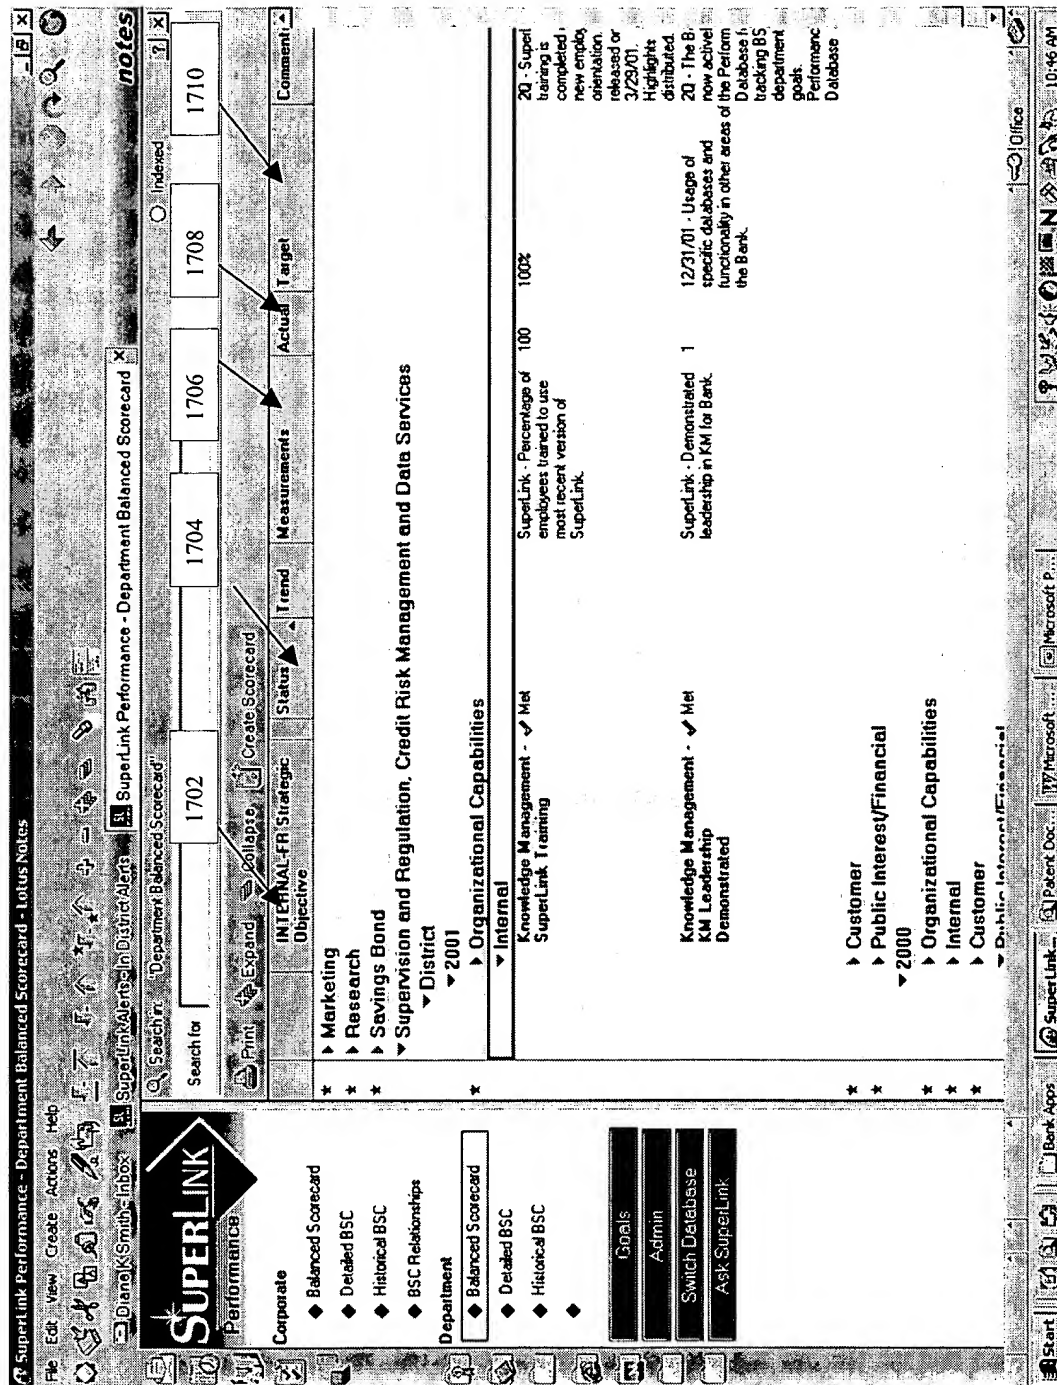 SuperLink Performance - Department Balanced Scorecard - Lotus Notes
File Edit View Create Actions Help
Diane K Smith - Inbox
SuperLink Alerts - In District Alerts
SuperLink Performance - Department Balanced Scorecard
notes
SUPERLINK
Performance
Corporate
Balanced Scorecard
Detailed BSC
Historical BSC
BSC Relationships
Department
Balanced Scorecard
Detailed BSC
Historical BSC
Goals
Admin
Switch Database
Ask SuperLink
Search in: "Department Balanced Scorecard"
Indexed
Search for
1702
1704
1706
1708
1710
Print Expand Collapse Create Scorecard
INTERNAL-FR Strategic
Objective
Status
Trend
Measurements
Actual
Target
Comment
Marketing
Research
Savings Bond
Supervision and Regulation, Credit Risk Management and Data Services
District
2001
Organizational Capabilities
Internal
Knowledge Management -
SuperLink Training
Met
SuperLink - Percentage of
employees trained to use
most recent version of
SuperLink.
100
100%
2Q - Superl
training is
completed i
new employ
orientation.
released or
3/29/01.
Highlights
distributed.
Knowledge Management -
KM Leadership
Demonstrated
Met
SuperLink - Demonstrated
leadership in KM for Bank.
1
12/31/01 - Usage of
specific databases and
functionality in other areas of
the Bank.
2Q - The B
now activel
the Perform
Database f
tracking BS
department
goals.
Performanc
Database
Customer
Public Interest/Financial
2000
Organizational Capabilities
Internal
Customer
Public Interest/Financial
Start
Bank Apps
SuperLink...
Patent Doc...
Microsoft ...
Microsoft P...
Office
10:46 AM